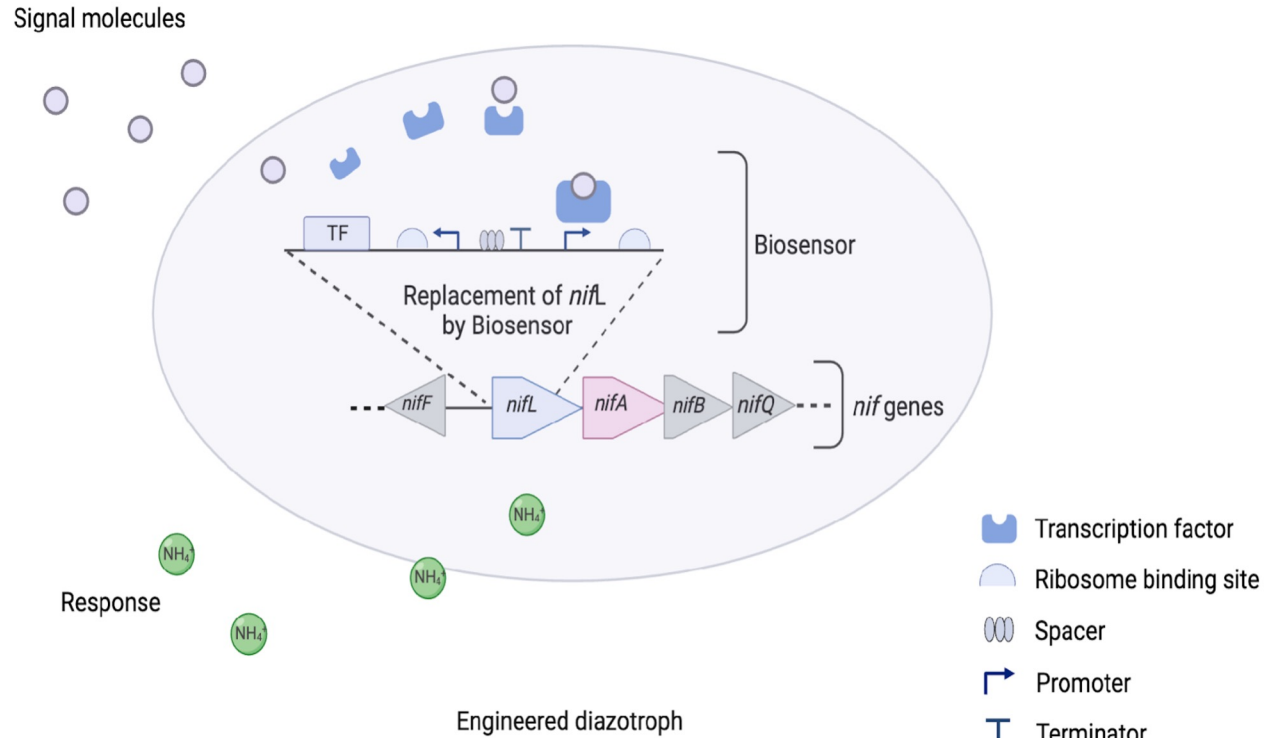 Signal molecules
TF
Biosensor
Replacement of nifL
by Biosensor
nifF
nifL
nifA
nifB
nifQ
nif genes
NH₄⁺
NH₄⁺
NH₄⁺
NH₄⁺
Response
Engineered diazotroph
Transcription factor
Ribosome binding site
Spacer
Promoter
Terminator